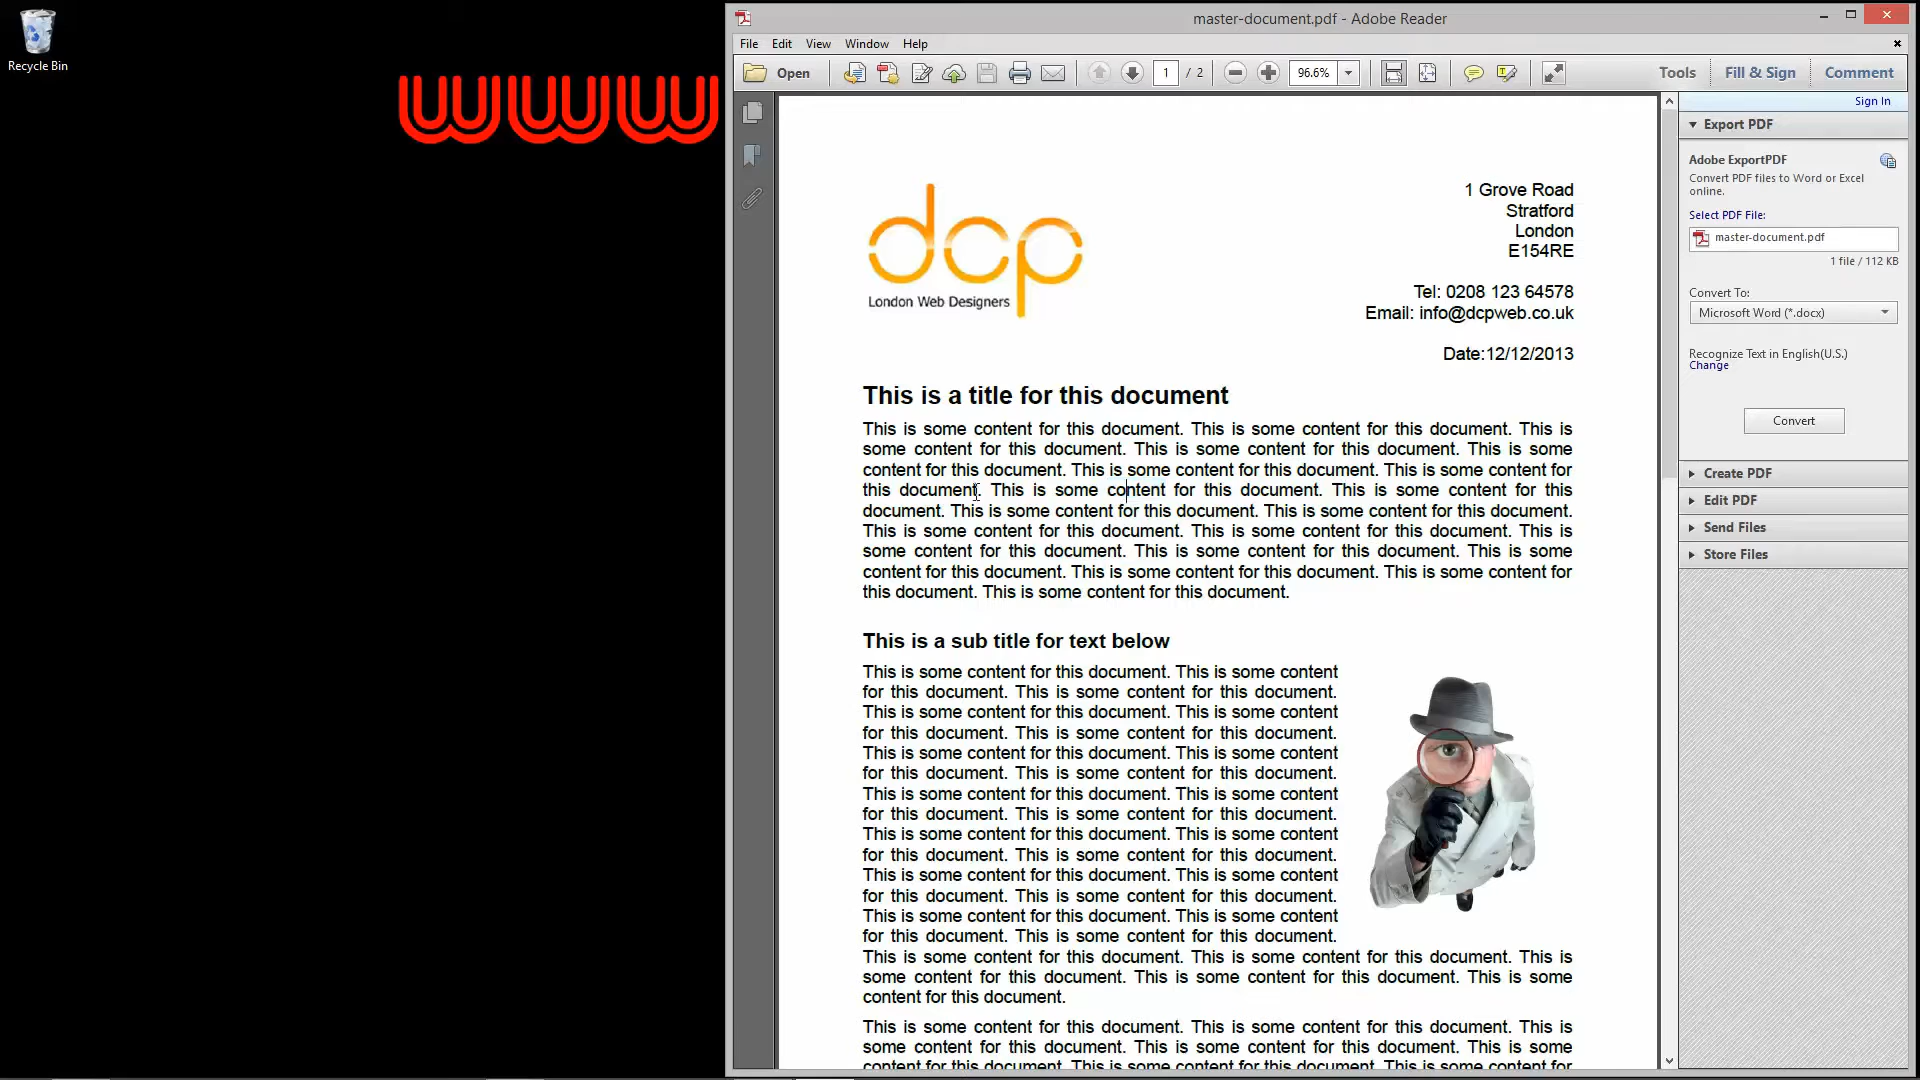 Recycle Bin
WWW
master-document.pdf - Adobe Reader
File Edit View Window Help
Open 1 / 2 96.6% Tools Fill & Sign Comment
Sign In
Export PDF
Adobe ExportPDF
Convert PDF files to Word or Excel
online.
Select PDF File:
master-document.pdf
1 file / 112 KB
Convert To:
Microsoft Word (*.docx)
Recognize Text in English(U.S.)
Change
Convert
Create PDF
Edit PDF
Send Files
Store Files
dcp
London Web Designers
1 Grove Road
Stratford
London
E154RE
Tel: 0208 123 64578
Email: info@dcpweb.co.uk
Date:12/12/2013
This is a title for this document
This is some content for this document. This is some content for this document. This is
some content for this document. This is some content for this document. This is some
content for this document. This is some content for this document. This is some content for
this document. This is some content for this document. This is some content for this
document. This is some content for this document. This is some content for this document.
This is some content for this document. This is some content for this document. This is
some content for this document. This is some content for this document. This is some
content for this document. This is some content for this document. This is some content for
this document. This is some content for this document.
This is a sub title for text below
This is some content for this document. This is some content
for this document. This is some content for this document.
This is some content for this document. This is some content
for this document. This is some content for this document.
This is some content for this document. This is some content
for this document. This is some content for this document.
This is some content for this document. This is some content
for this document. This is some content for this document.
This is some content for this document. This is some content
for this document. This is some content for this document.
This is some content for this document. This is some content
for this document. This is some content for this document.
This is some content for this document. This is some content
for this document. This is some content for this document.
This is some content for this document. This is some content for this document. This is
some content for this document. This is some content for this document. This is some
content for this document.
This is some content for this document. This is some content for this document. This is
some content for this document. This is some content for this document. This is some
content for this document. This is some content for this document. This is some content for